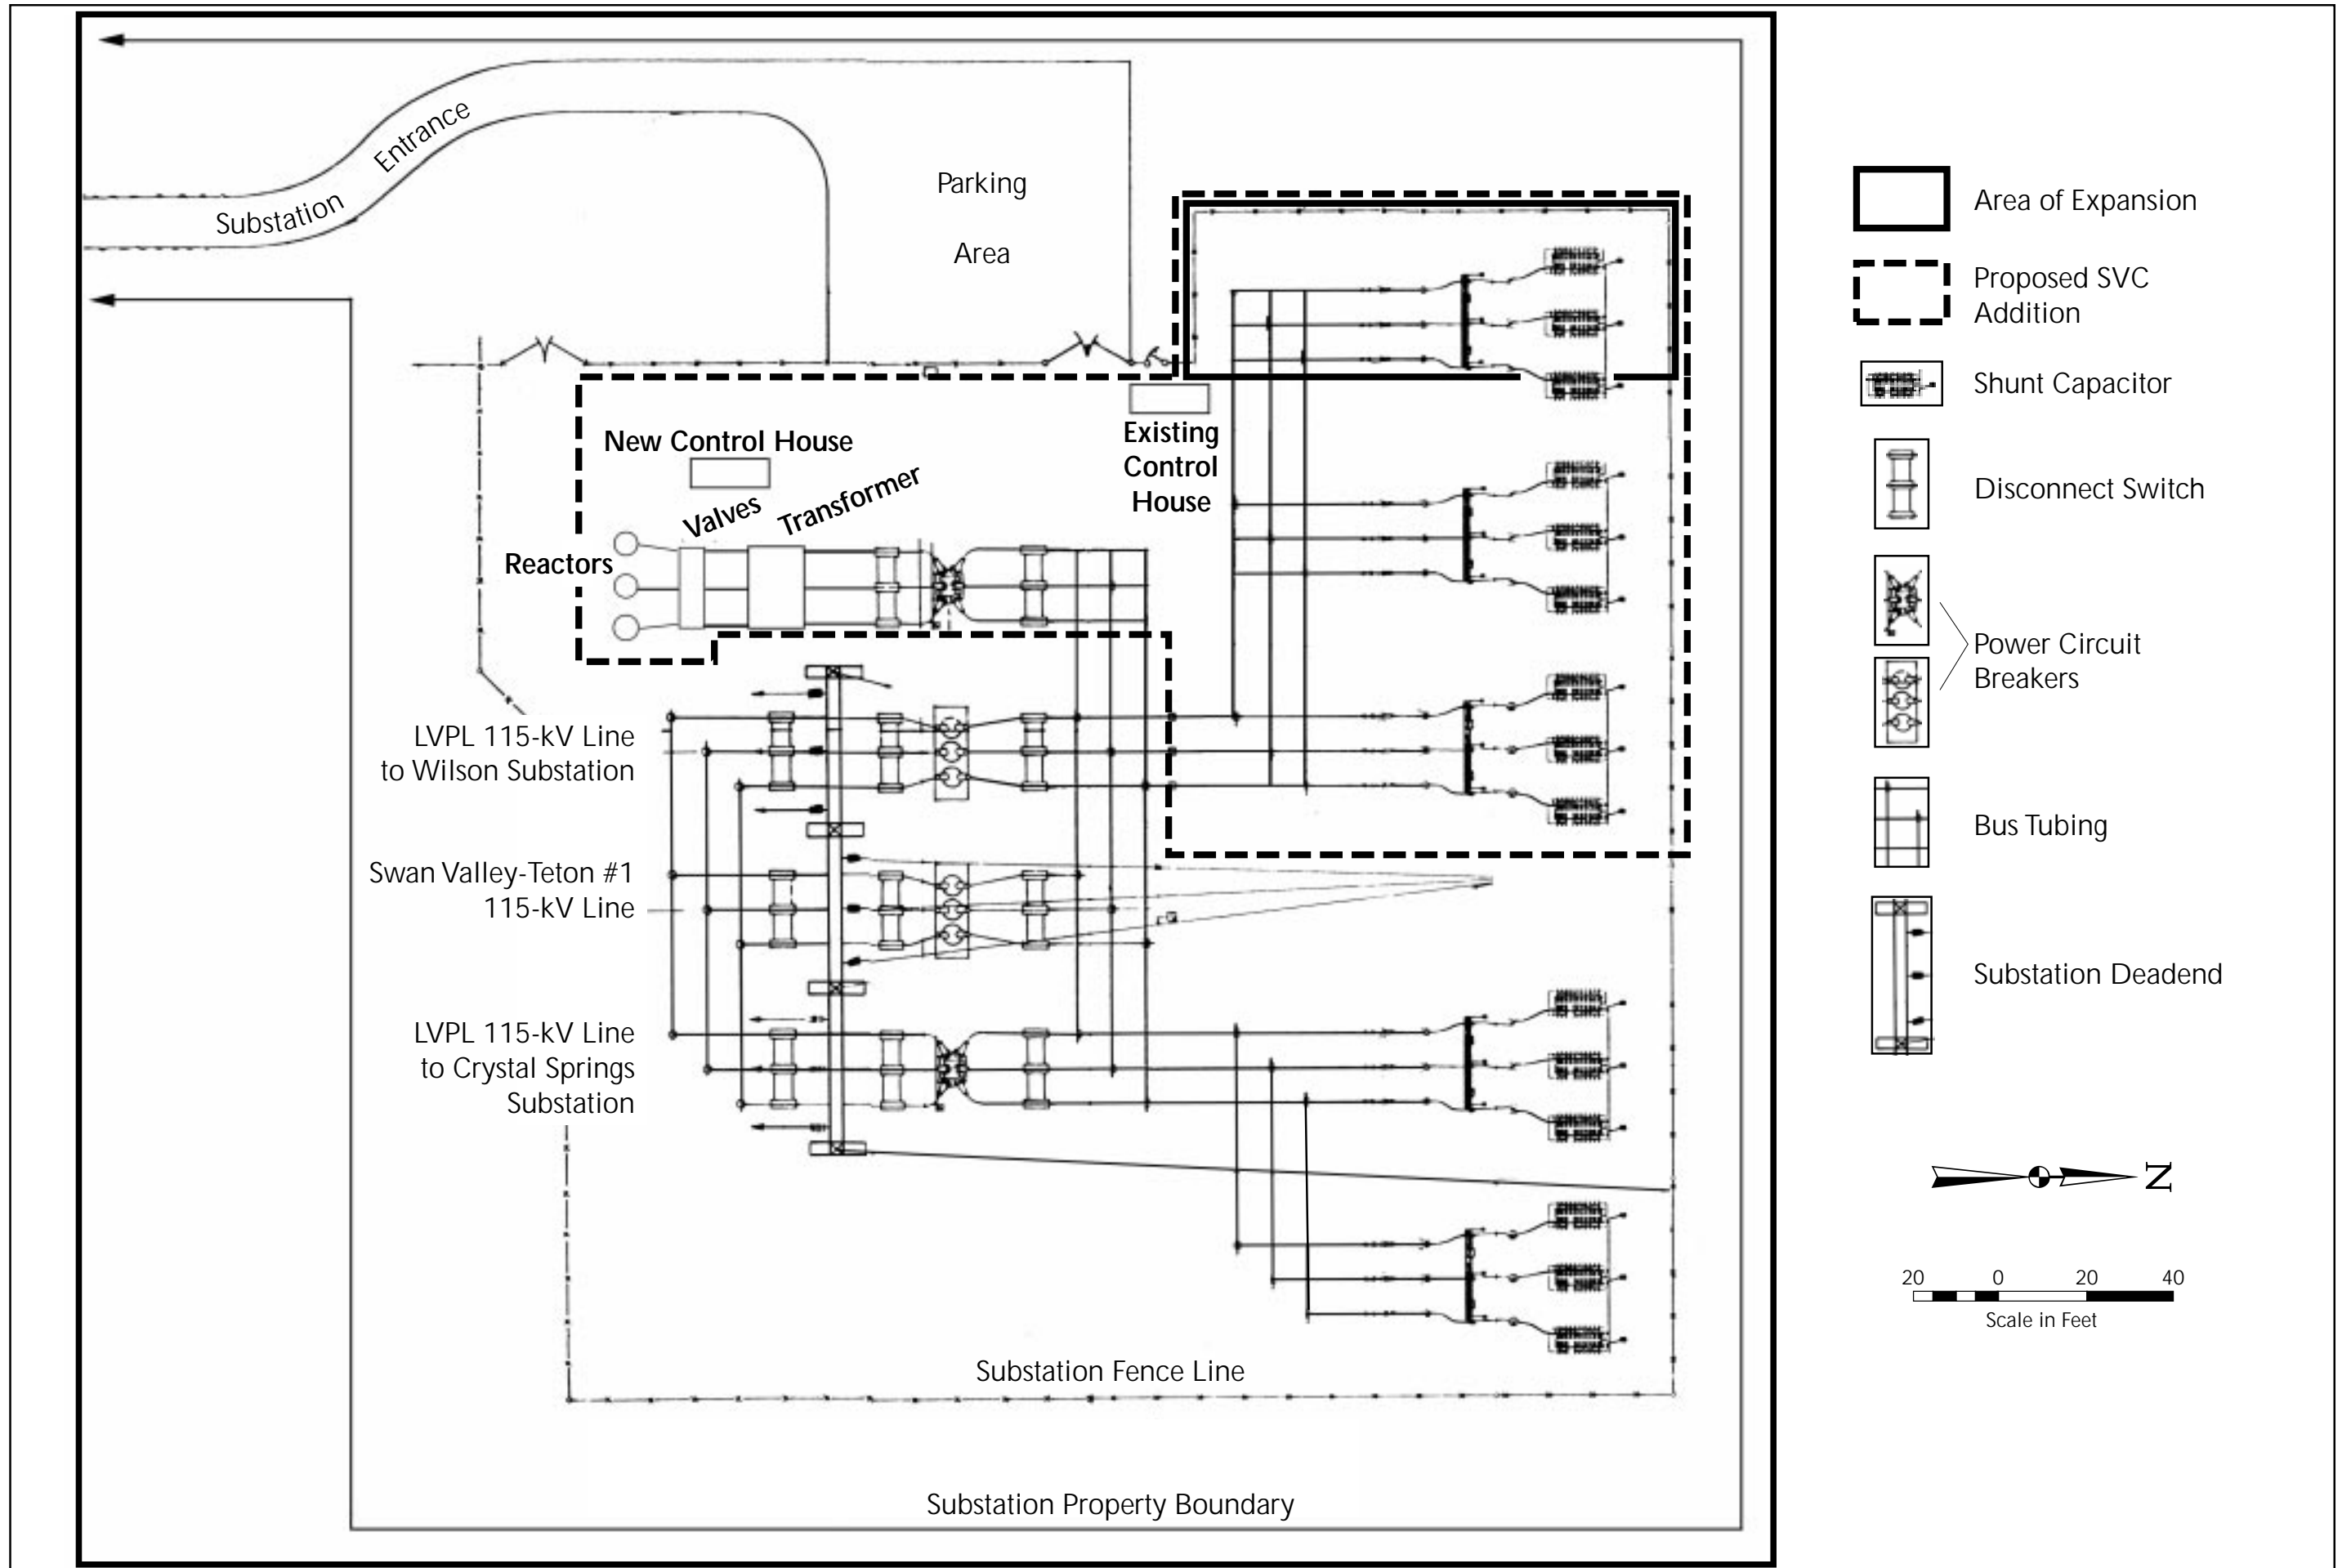 Substation
Entrance
Parking
Area
New Control House
Valves
Transformer
Reactors
Existing
Control
House
LVPL 115-kV Line
to Wilson Substation
Swan Valley-Teton #1
115-kV Line
LVPL 115-kV Line
to Crystal Springs
Substation
Substation Fence Line
Substation Property Boundary
Area of Expansion
Proposed SVC
Addition
Shunt Capacitor
Disconnect Switch
Power Circuit
Breakers
Bus Tubing
Substation Deadend
N
20 0 20 40
Scale in Feet